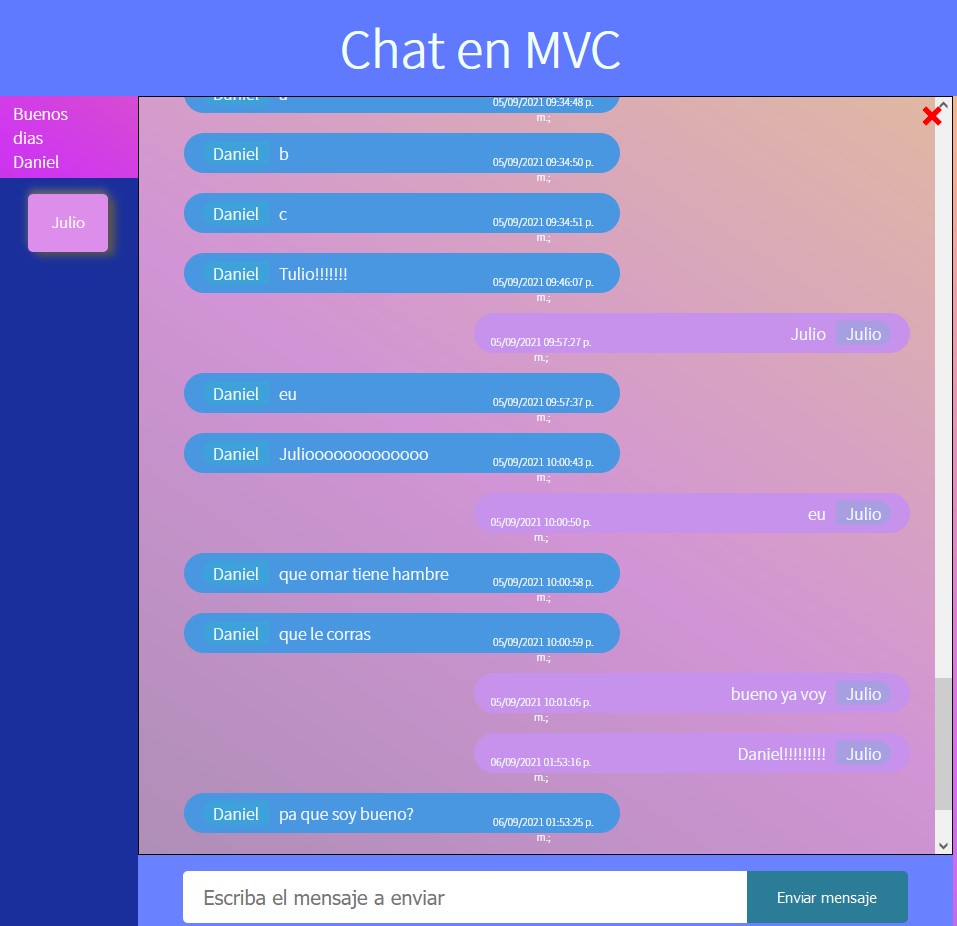 Chat en MVC
Buenos
dias
Daniel
Julio
Daniel a 05/09/2021 09:34:48 p.
m.;
Daniel b 05/09/2021 09:34:50 p.
m.;
Daniel c 05/09/2021 09:34:51 p.
m.;
Daniel Tulio!!!!!!! 05/09/2021 09:46:07 p.
m.;
05/09/2021 09:57:27 p. Julio Julio
m.;
Daniel eu 05/09/2021 09:57:37 p.
m.;
Daniel Juliooooooooooooo 05/09/2021 10:00:43 p.
m.;
05/09/2021 10:00:50 p. eu Julio
m.;
Daniel que omar tiene hambre 05/09/2021 10:00:58 p.
m.;
Daniel que le corras 05/09/2021 10:00:59 p.
m.;
05/09/2021 10:01:05 p. bueno ya voy Julio
m.;
06/09/2021 01:53:16 p. Daniel!!!!!!!!! Julio
m.;
Daniel pa que soy bueno? 06/09/2021 01:53:25 p.
m.;
Escriba el mensaje a enviar
Enviar mensaje